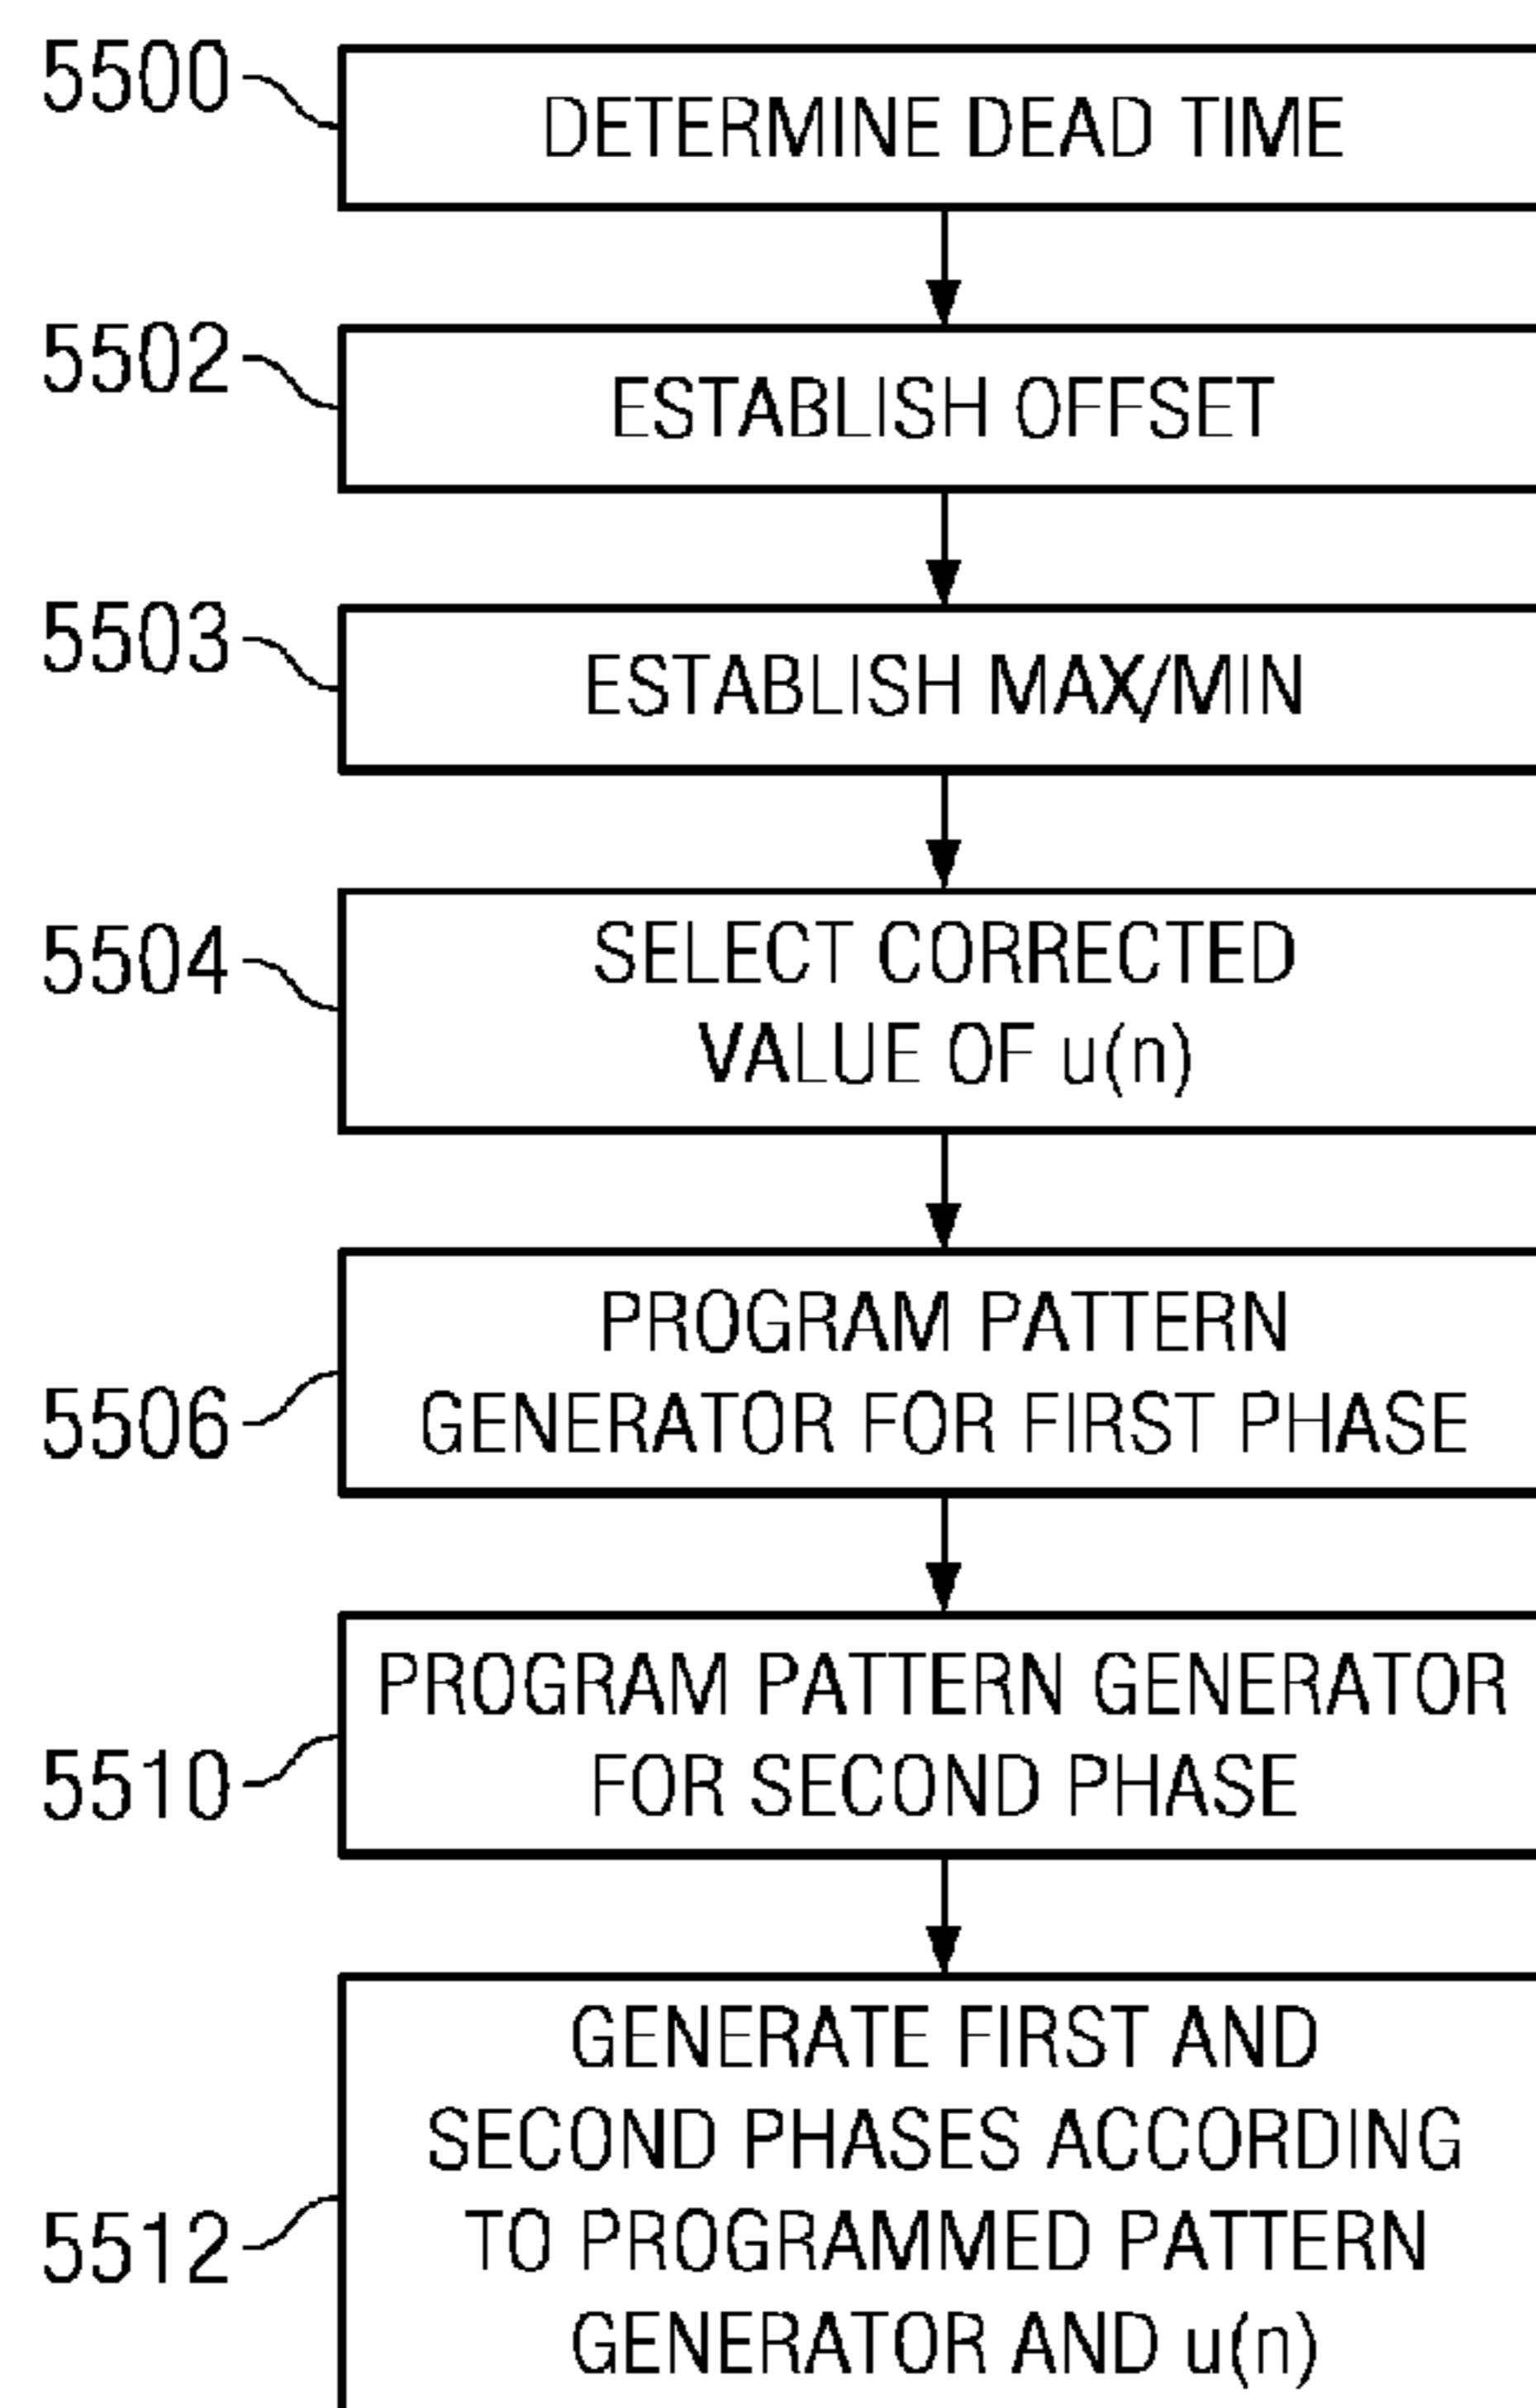 5500
DETERMINE DEAD TIME
5502
ESTABLISH OFFSET
5503
ESTABLISH MAX/MIN
5504
SELECT CORRECTED
VALUE OF u(n)
5506
PROGRAM PATTERN
GENERATOR FOR FIRST PHASE
5510
PROGRAM PATTERN GENERATOR
FOR SECOND PHASE
5512
GENERATE FIRST AND
SECOND PHASES ACCORDING
TO PROGRAMMED PATTERN
GENERATOR AND u(n)